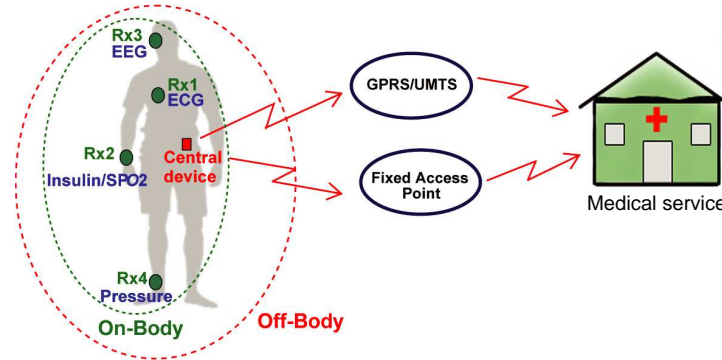 Rx3
EEG
Rx1
ECG
Rx2
Insulin/SPO2
Central
device
Rx4
Pressure
On-Body
Off-Body
GPRS/UMTS
Fixed Access
Point
Medical service